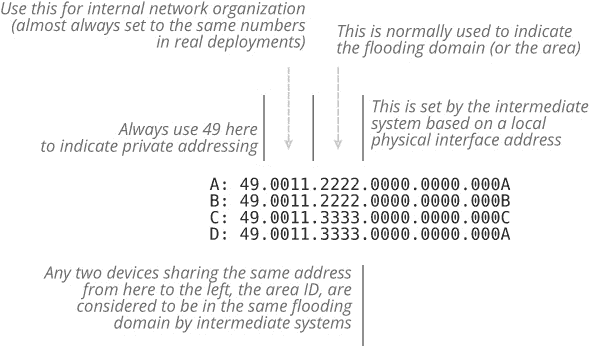 Use this for internal network organization
(almost always set to the same numbers
in real deployments)
This is normally used to indicate
the flooding domain (or the area)
Always use 49 here
to indicate private addressing
This is set by the intermediate
system based on a local
physical interface address
A: 49.0011.2222.0000.0000.000A
B: 49.0011.2222.0000.0000.000B
C: 49.0011.3333.0000.0000.000C
D: 49.0011.3333.0000.0000.000A
Any two devices sharing the same address
from here to the left, the area ID, are
considered to be in the same flooding
domain by intermediate systems